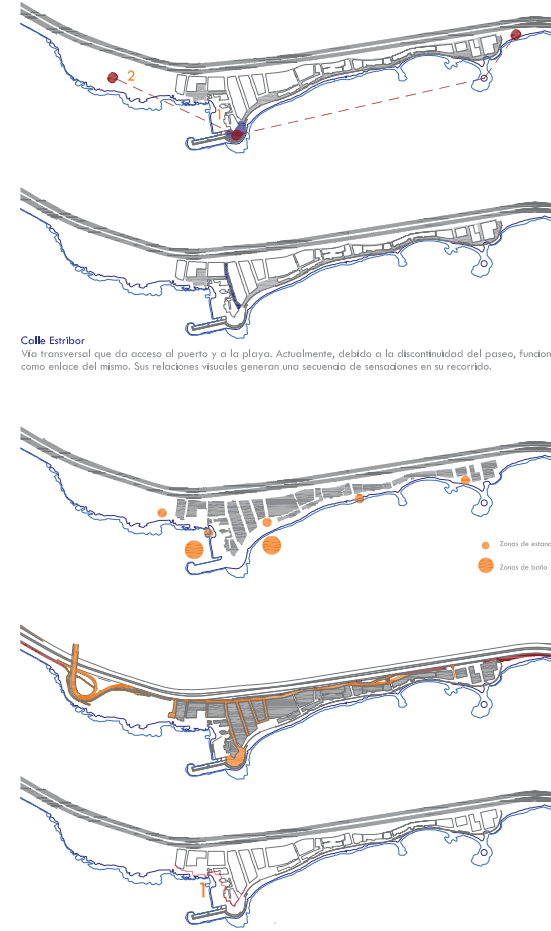 2
1
Calle Estribor
Vía transversal que da acceso al puerto y a la playa. Actualmente, debido a la discontinuidad del paseo, funcion
como enlace del mismo. Sus relaciones visuales generan una secuencia de sensaciones en su recorrido.
Zonas de estanc
Zonas de baño
1